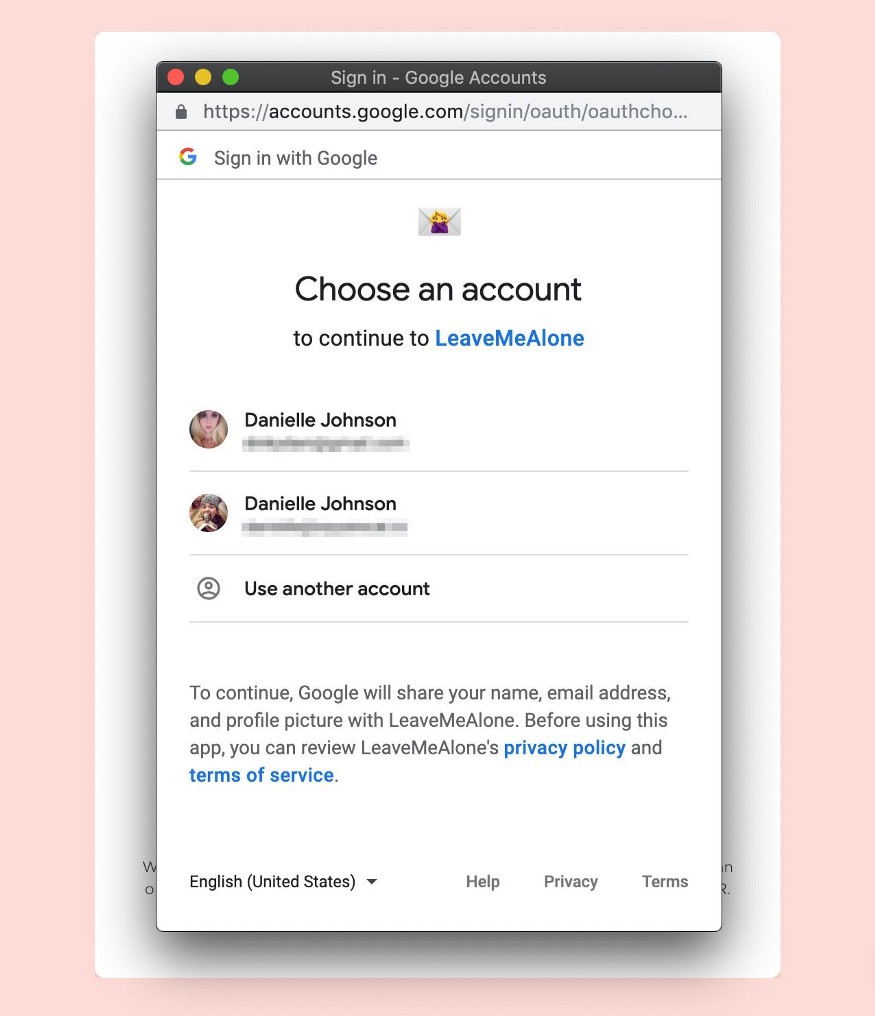 Sign in - Google Accounts
https://accounts.google.com/signin/oauth/oauthcho...
Sign in with Google
Choose an account
to continue to LeaveMeAlone
Danielle Johnson
Danielle Johnson
Use another account
To continue, Google will share your name, email address,
and profile picture with LeaveMeAlone. Before using this
app, you can review LeaveMeAlone's privacy policy and
terms of service.
English (United States)
Help
Privacy
Terms